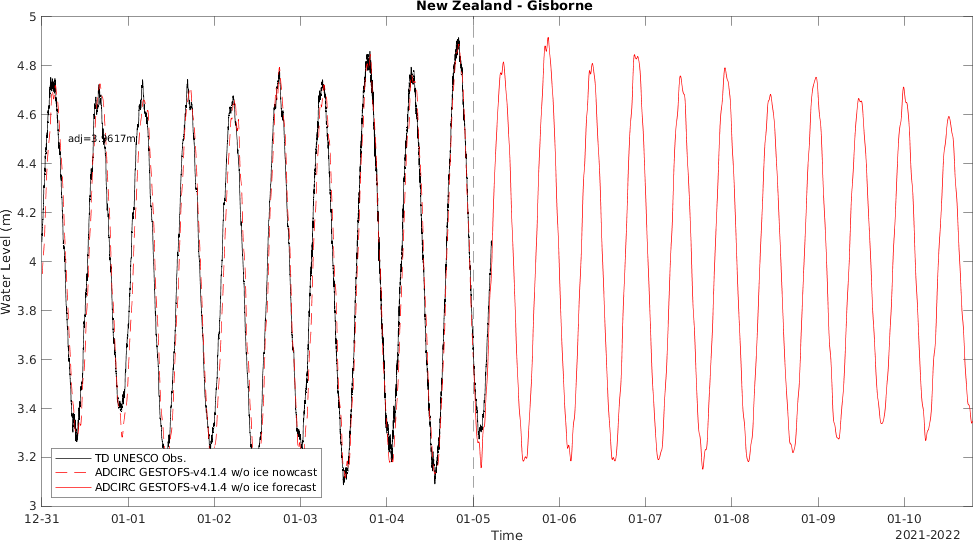 New Zealand - Gisborne
5
4.8
4.6
4.4
4.2
4
3.8
3.6
3.4
3.2
3
Water Level (m)
TD UNESCO Obs.
ADCIRC GESTOFS-v4.1.4 w/o ice nowcast
ADCIRC GESTOFS-v4.1.4 w/o ice forecast
12-31 01-01 01-02 01-03 01-04 01-05 01-06 01-07 01-08 01-09 01-10
Time
2021-2022